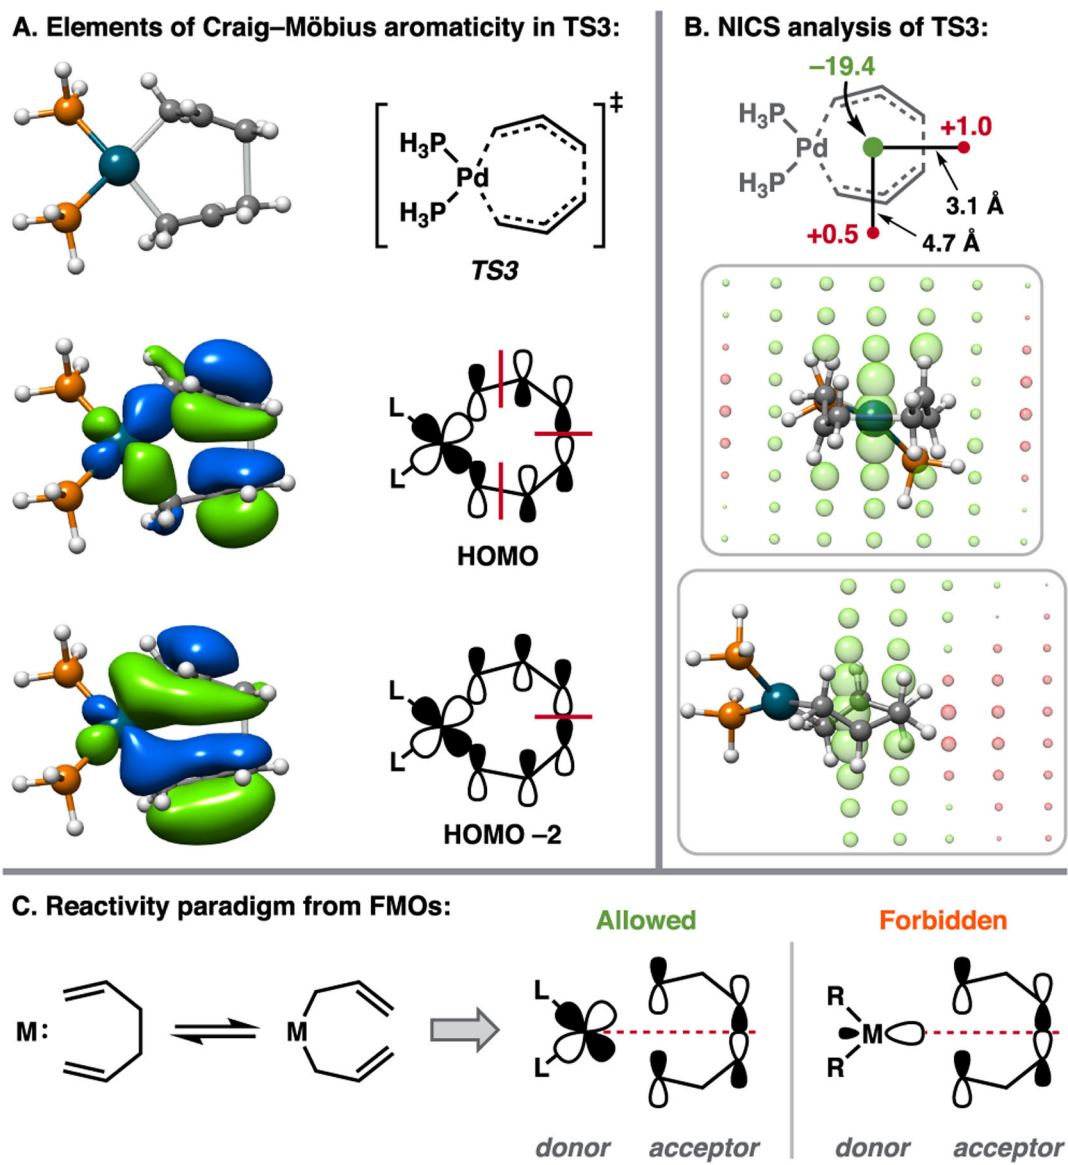 A. Elements of Craig–Möbius aromaticity in TS3:
H₃P
Pd
H₃P
‡
TS3
L
L
HOMO
L
L
HOMO –2
B. NICS analysis of TS3:
–19.4
H₃P
Pd
H₃P
+1.0
3.1 Å
+0.5
4.7 Å
C. Reactivity paradigm from FMOs:
M:
M
Allowed
L
L
donor acceptor
Forbidden
R
M
R
donor acceptor